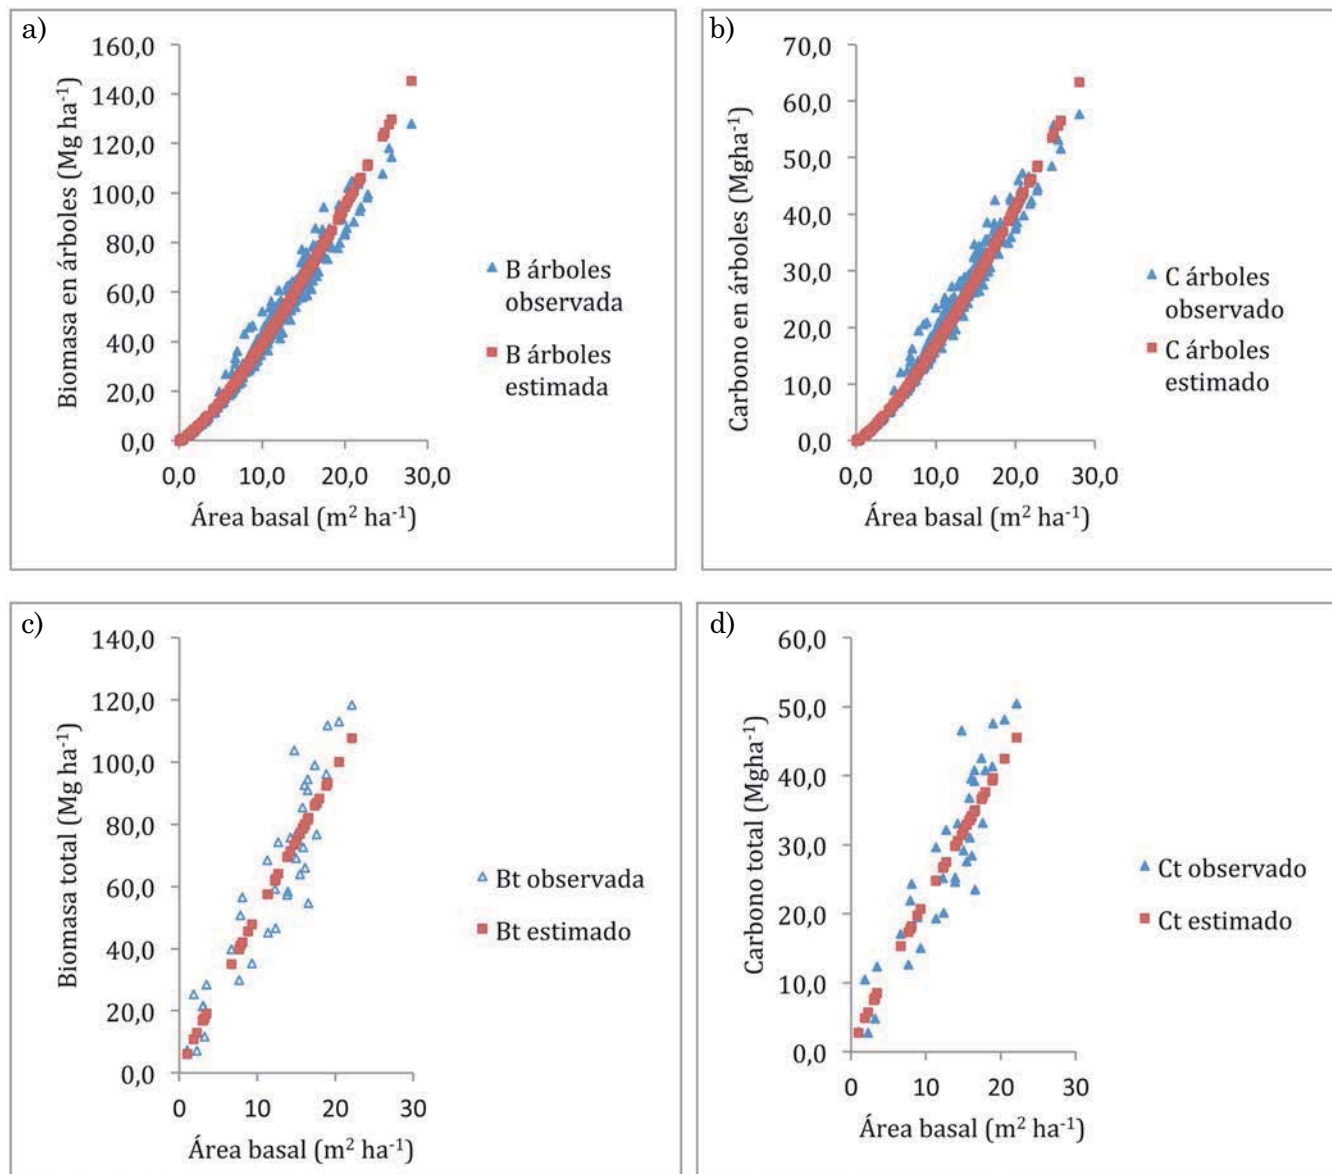 a)
160,0
140,0
120,0
100,0
80,0
60,0
40,0
20,0
0,0
Biomasa en árboles (Mg ha⁻¹)
0,0 10,0 20,0 30,0
Área basal (m² ha⁻¹)
B árboles
observada
B árboles
estimada
b)
70,0
60,0
50,0
40,0
30,0
20,0
10,0
0,0
Carbono en árboles (Mgha⁻¹)
0,0 10,0 20,0 30,0
Área basal (m² ha⁻¹)
C árboles
observado
C árboles
estimado
c)
140,0
120,0
100,0
80,0
60,0
40,0
20,0
0,0
Biomasa total (Mg ha⁻¹)
0 10 20 30
Área basal (m² ha⁻¹)
Bt observada
Bt estimado
d)
60,0
50,0
40,0
30,0
20,0
10,0
0,0
Carbono total (Mgha⁻¹)
0 10 20 30
Área basal (m² ha⁻¹)
Ct observado
Ct estimado